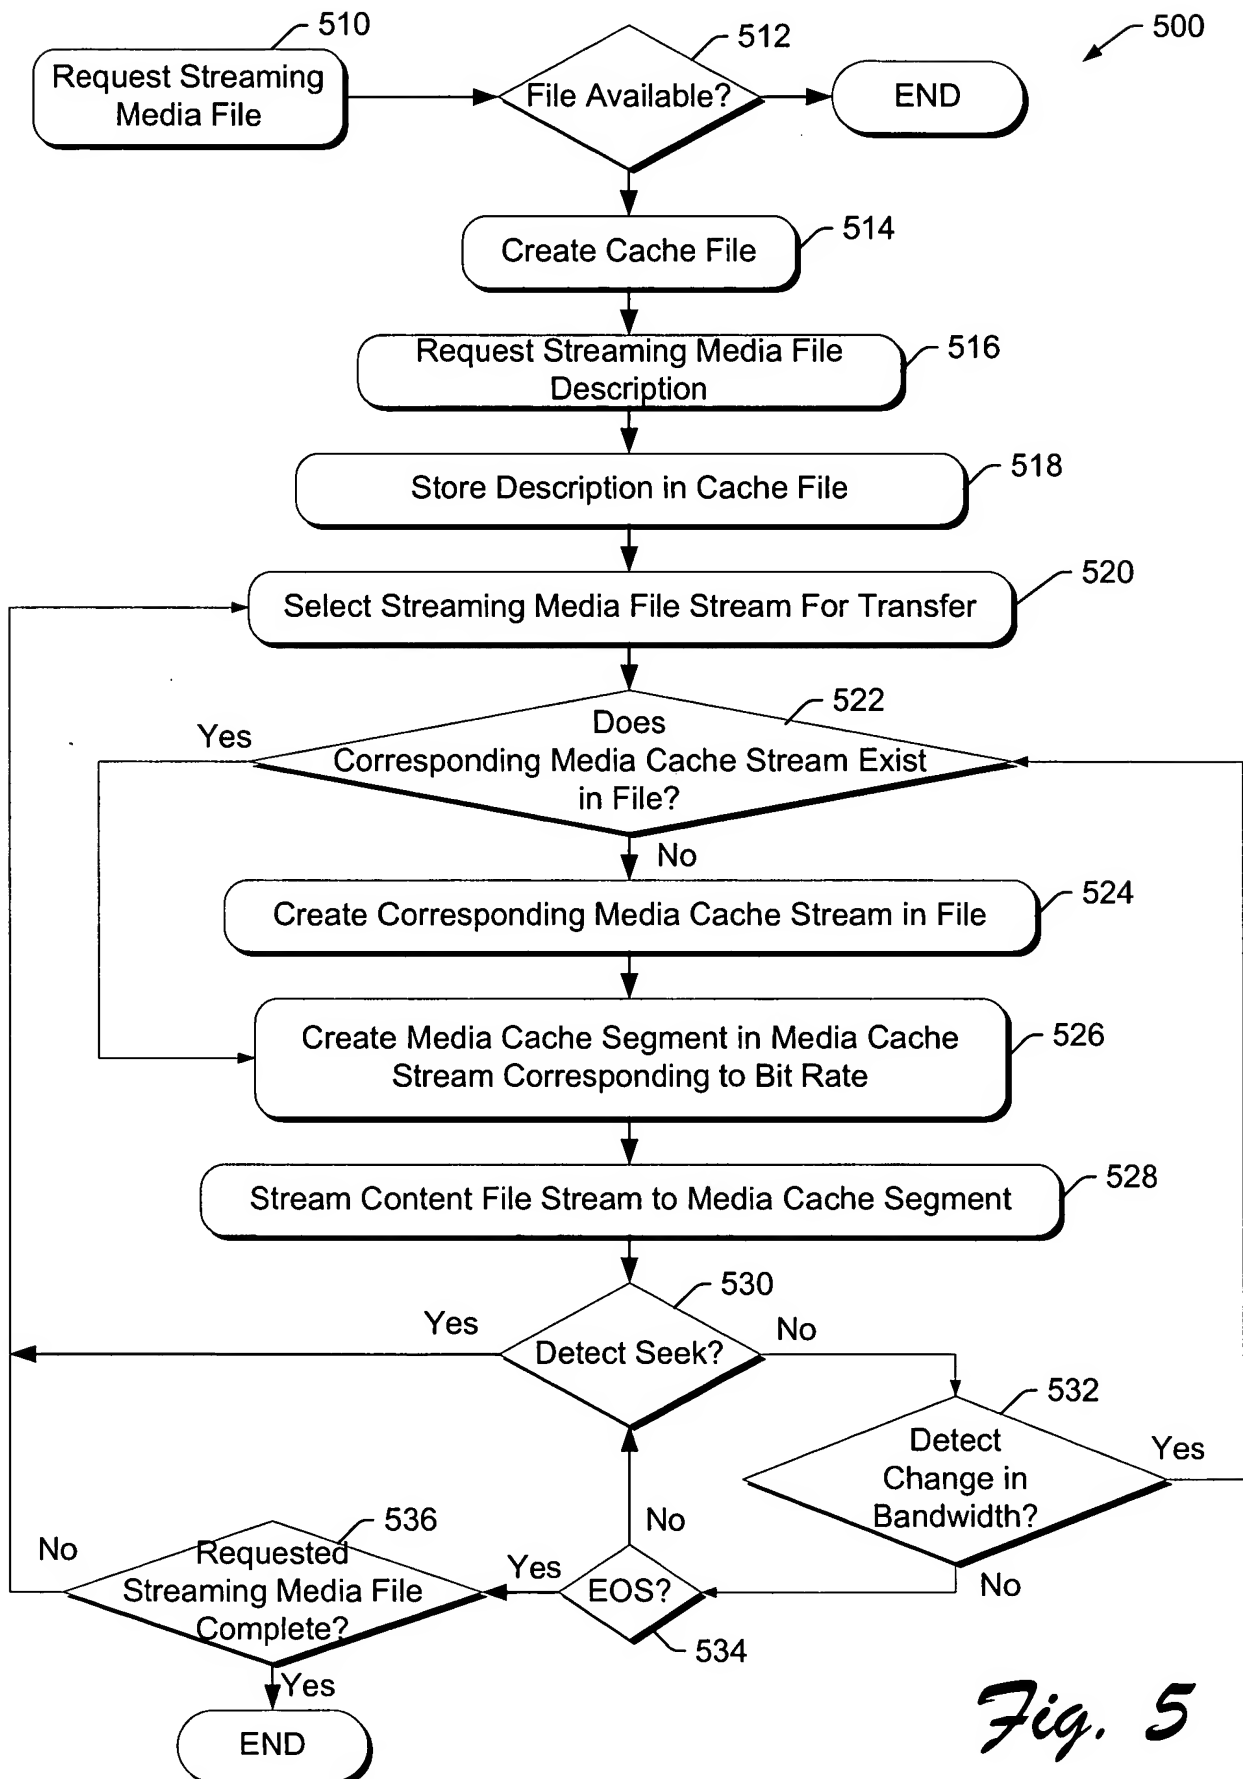 510
512
500
Request Streaming
Media File
File Available?
END
514
Create Cache File
516
Request Streaming Media File
Description
518
Store Description in Cache File
520
Select Streaming Media File Stream For Transfer
522
Yes
Does
Corresponding Media Cache Stream Exist
in File?
No
524
Create Corresponding Media Cache Stream in File
526
Create Media Cache Segment in Media Cache
Stream Corresponding to Bit Rate
528
Stream Content File Stream to Media Cache Segment
530
Yes
Detect Seek?
No
532
Detect
Change in
Bandwidth?
Yes
No
No
536
Requested
Streaming Media File
Complete?
Yes
EOS?
No
534
Yes
END
Fig. 5